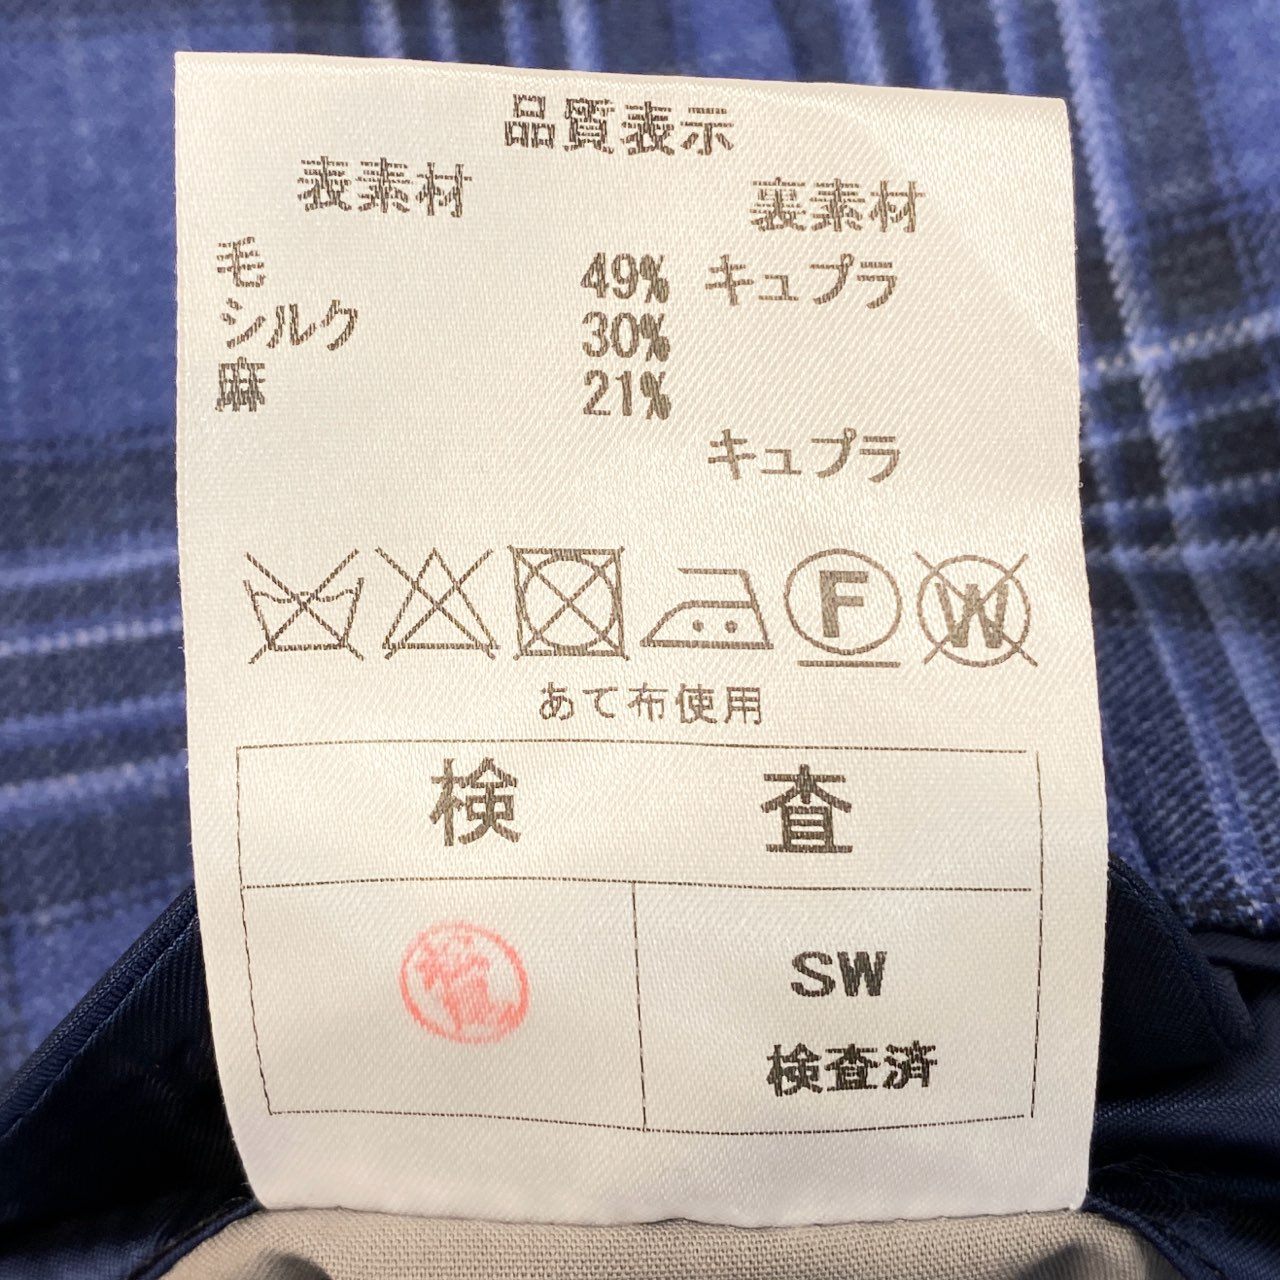 品質表示
表素材 裏素材
毛 49% キュプラ
シルク 30%
麻 21%
キュプラ
F W
あて布使用
検査
SW
検査済